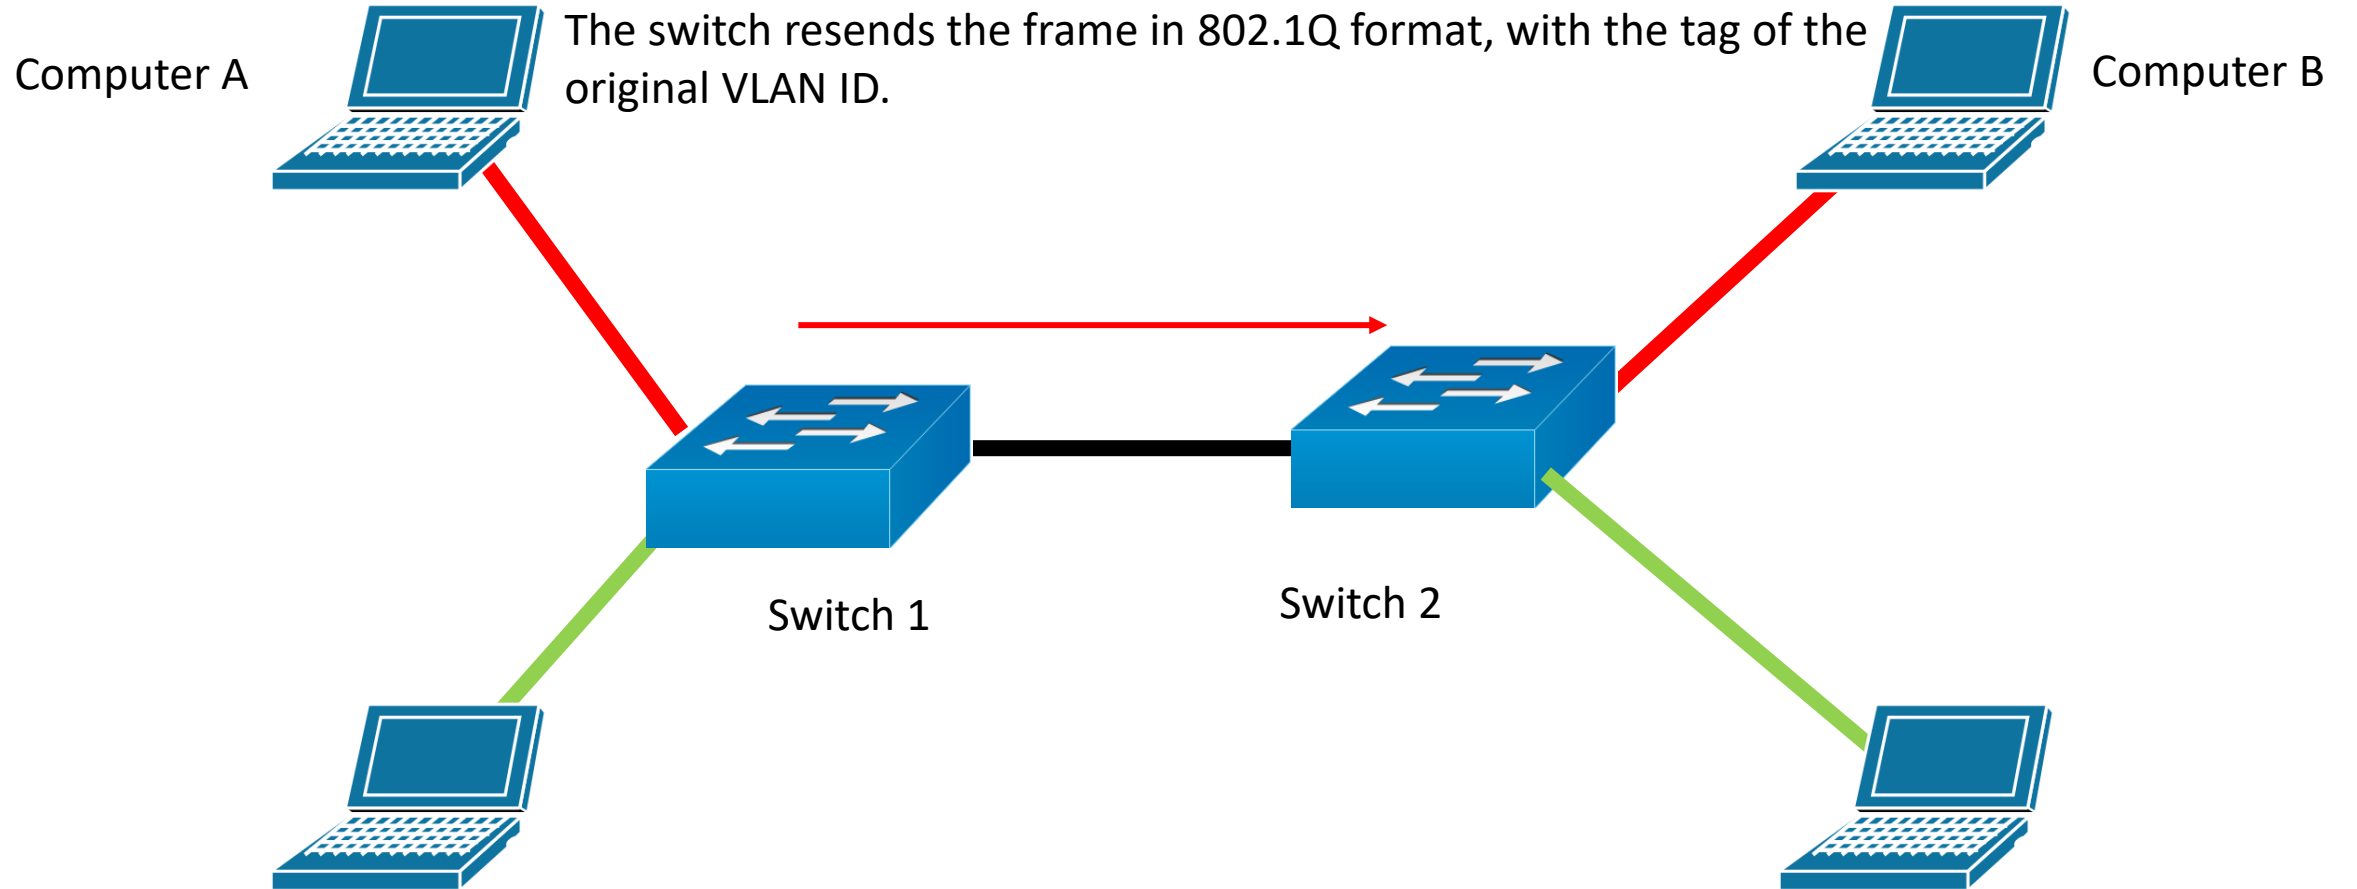 The switch resends the frame in 802.1Q format, with the tag of the
original VLAN ID.
Computer A
Computer B
Switch 1
Switch 2